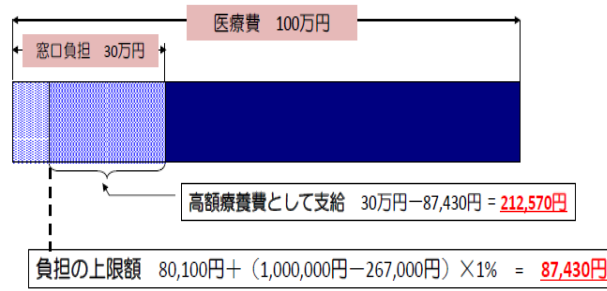 医療費 100万円
窓口負担 30万円
高額療養費として支給 30万円－87,430円 = 212,570円
負担の上限額 80,100円＋（1,000,000円－267,000円）×1% = 87,430円